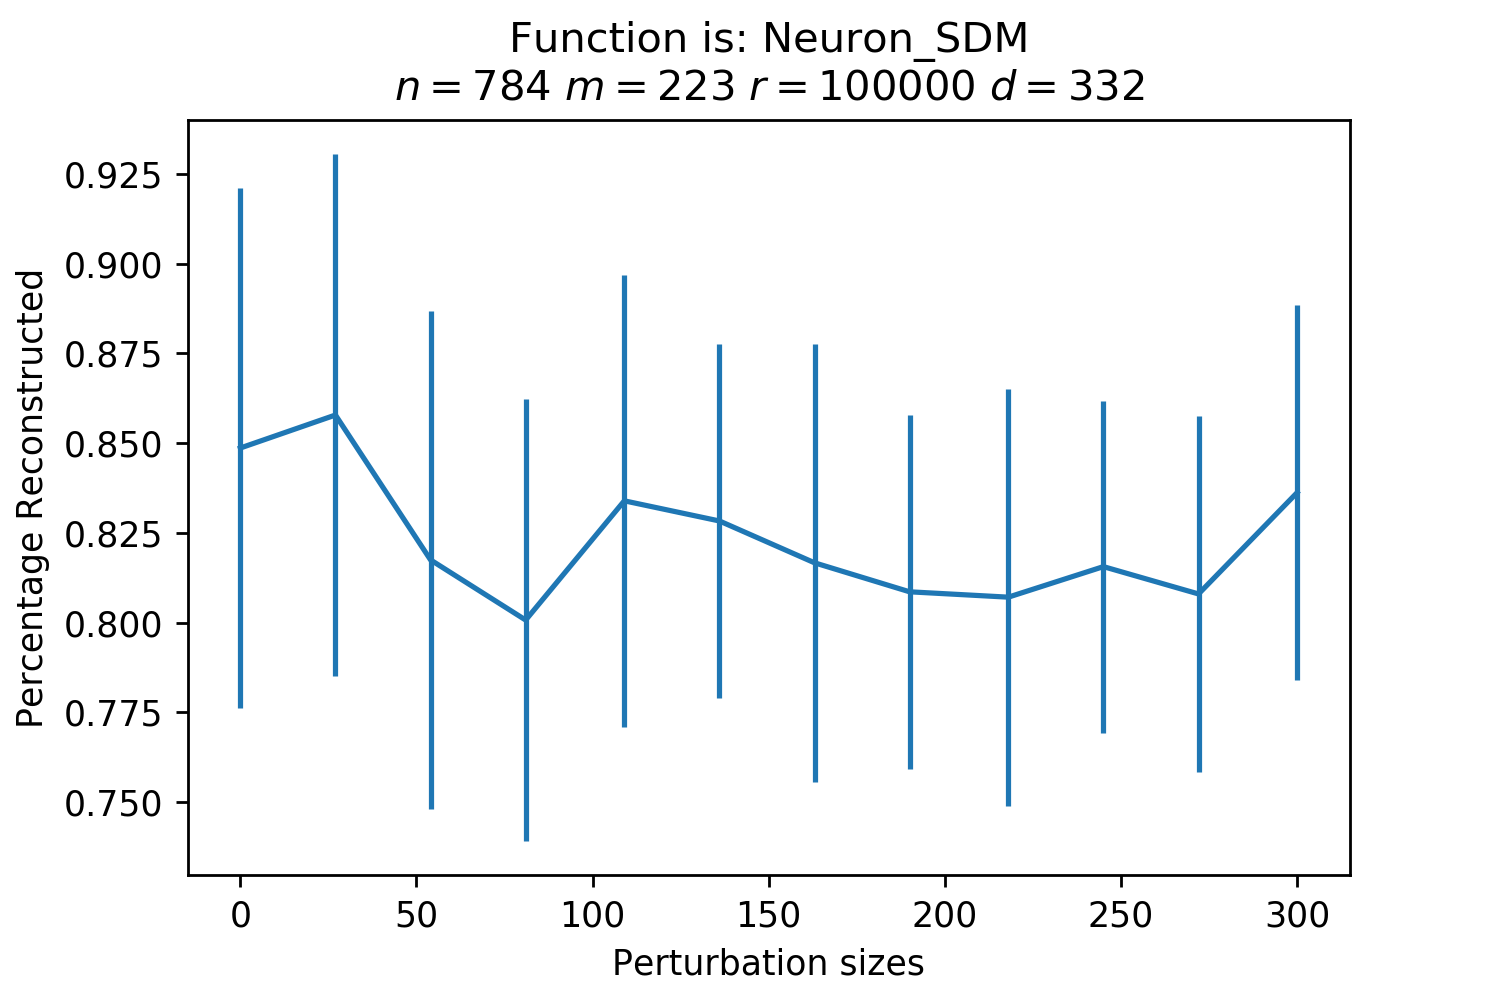 Function is: Neuron_SDM
n = 784 m = 223 r = 100000 d = 332
Percentage Reconstructed
0.925
0.900
0.875
0.850
0.825
0.800
0.775
0.750
0 50 100 150 200 250 300
Perturbation sizes